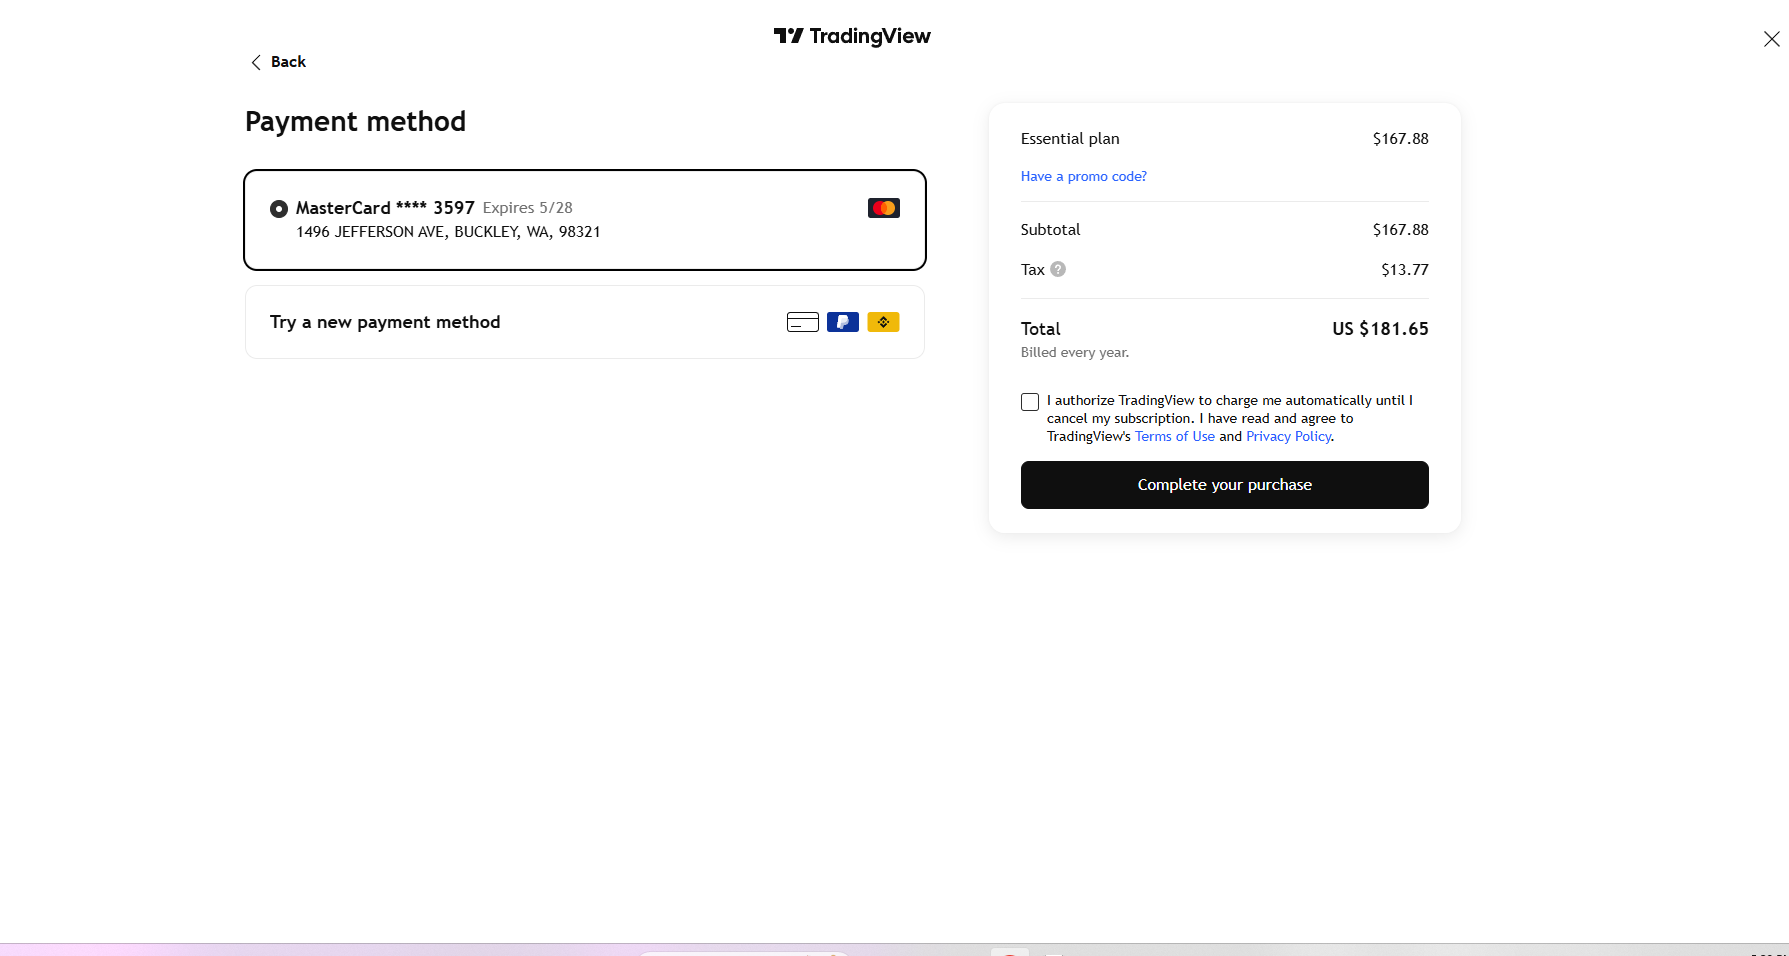 TradingView
Back
Payment method
MasterCard **** 3597 Expires 5/28
1496 JEFFERSON AVE, BUCKLEY, WA, 98321
Try a new payment method
Essential plan $167.88
Have a promo code?
Subtotal $167.88
Tax ? $13.77
Total US $181.65
Billed every year.
I authorize TradingView to charge me automatically until I
cancel my subscription. I have read and agree to
TradingView's Terms of Use and Privacy Policy.
Complete your purchase